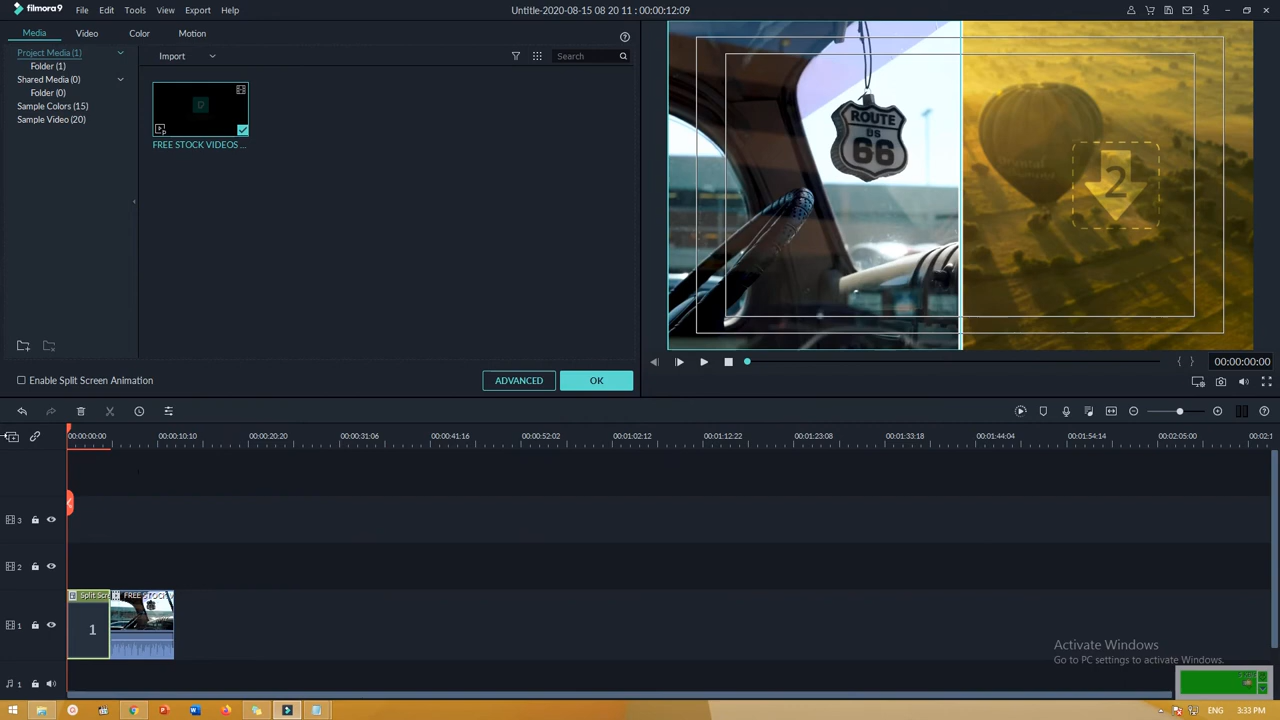 filmora9
File Edit Tools View Export Help
Untitle-2020-08-15 08 20 11 : 00:00:12:09
Media Video Color Motion
Project Media (1)
Folder (1)
Shared Media (0)
Folder (0)
Sample Colors (15)
Sample Video (20)
Import
Search
FREE STOCK VIDEOS ...
ROUTE
US
66
2
Enable Split Screen Animation
ADVANCED
OK
00:00:00:00
00:00:00:00 00:00:10:10 00:00:20:20 00:00:31:06 00:00:41:16 00:00:52:02 00:01:02:12 00:01:12:22 00:01:23:08 00:01:33:18 00:01:44:04 00:01:54:14 00:02:05:00 00:02:1
3
2
Split Scre
FREE STOCK V
1
1
1
Activate Windows
Go to PC settings to activate Windows.
ENG 3:33 PM